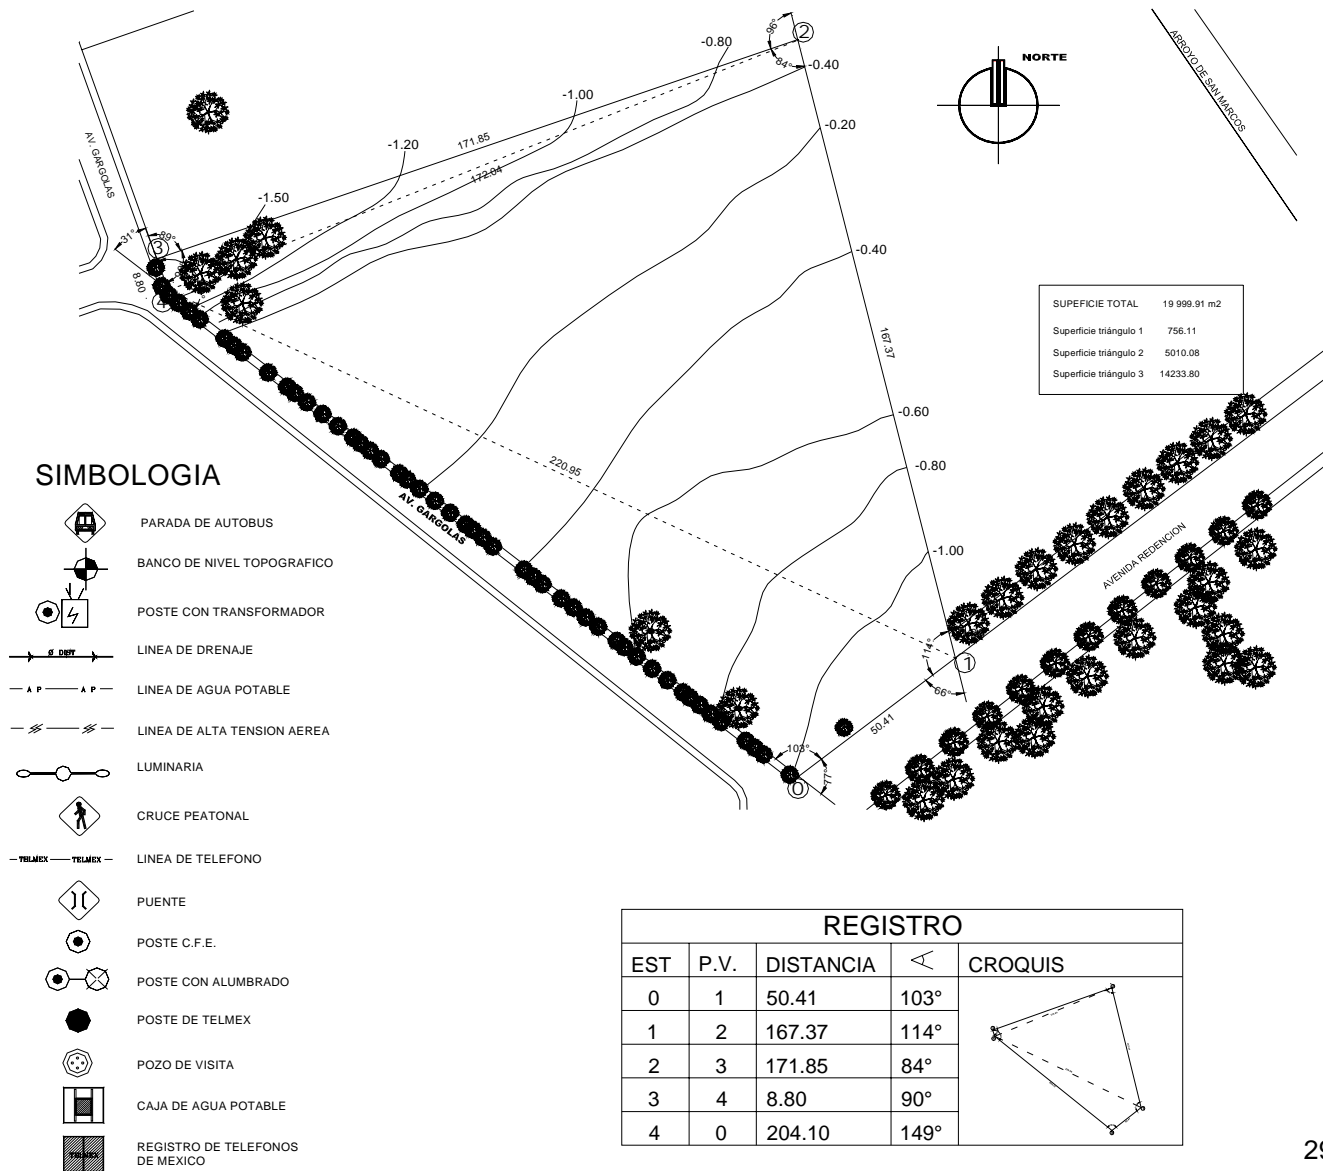 96°
2
-0.80
84°
-0.40
NORTE
ARROYO DE SAN MARCOS
-1.00
-0.20
AV. GARGOLAS
171.85
-1.20
172.04
-1.50
31°
3
89°
-0.40
8.80
4
SUPEFICIE TOTAL 19 999.91 m2
Superficie triángulo 1 756.11
Superficie triángulo 2 5010.08
Superficie triángulo 3 14233.80
167.37
-0.60
220.95
-0.80
AV. GARGOLAS
-1.00
AVENIDA REDENCION
114°
1
66°
50.41
103°
77°
0
SIMBOLOGIA
PARADA DE AUTOBUS
BANCO DE NIVEL TOPOGRAFICO
POSTE CON TRANSFORMADOR
Ø DIST
LINEA DE DRENAJE
A P A P
LINEA DE AGUA POTABLE
LINEA DE ALTA TENSION AEREA
LUMINARIA
CRUCE PEATONAL
TELMEX TELMEX
LINEA DE TELEFONO
PUENTE
POSTE C.F.E.
POSTE CON ALUMBRADO
POSTE DE TELMEX
POZO DE VISITA
CAJA DE AGUA POTABLE
TELMEX
REGISTRO DE TELEFONOS
DE MEXICO
REGISTRO
EST P.V. DISTANCIA CROQUIS
0 1 50.41 103°
1 2 167.37 114°
2 3 171.85 84°
3 4 8.80 90°
4 0 204.10 149°
29